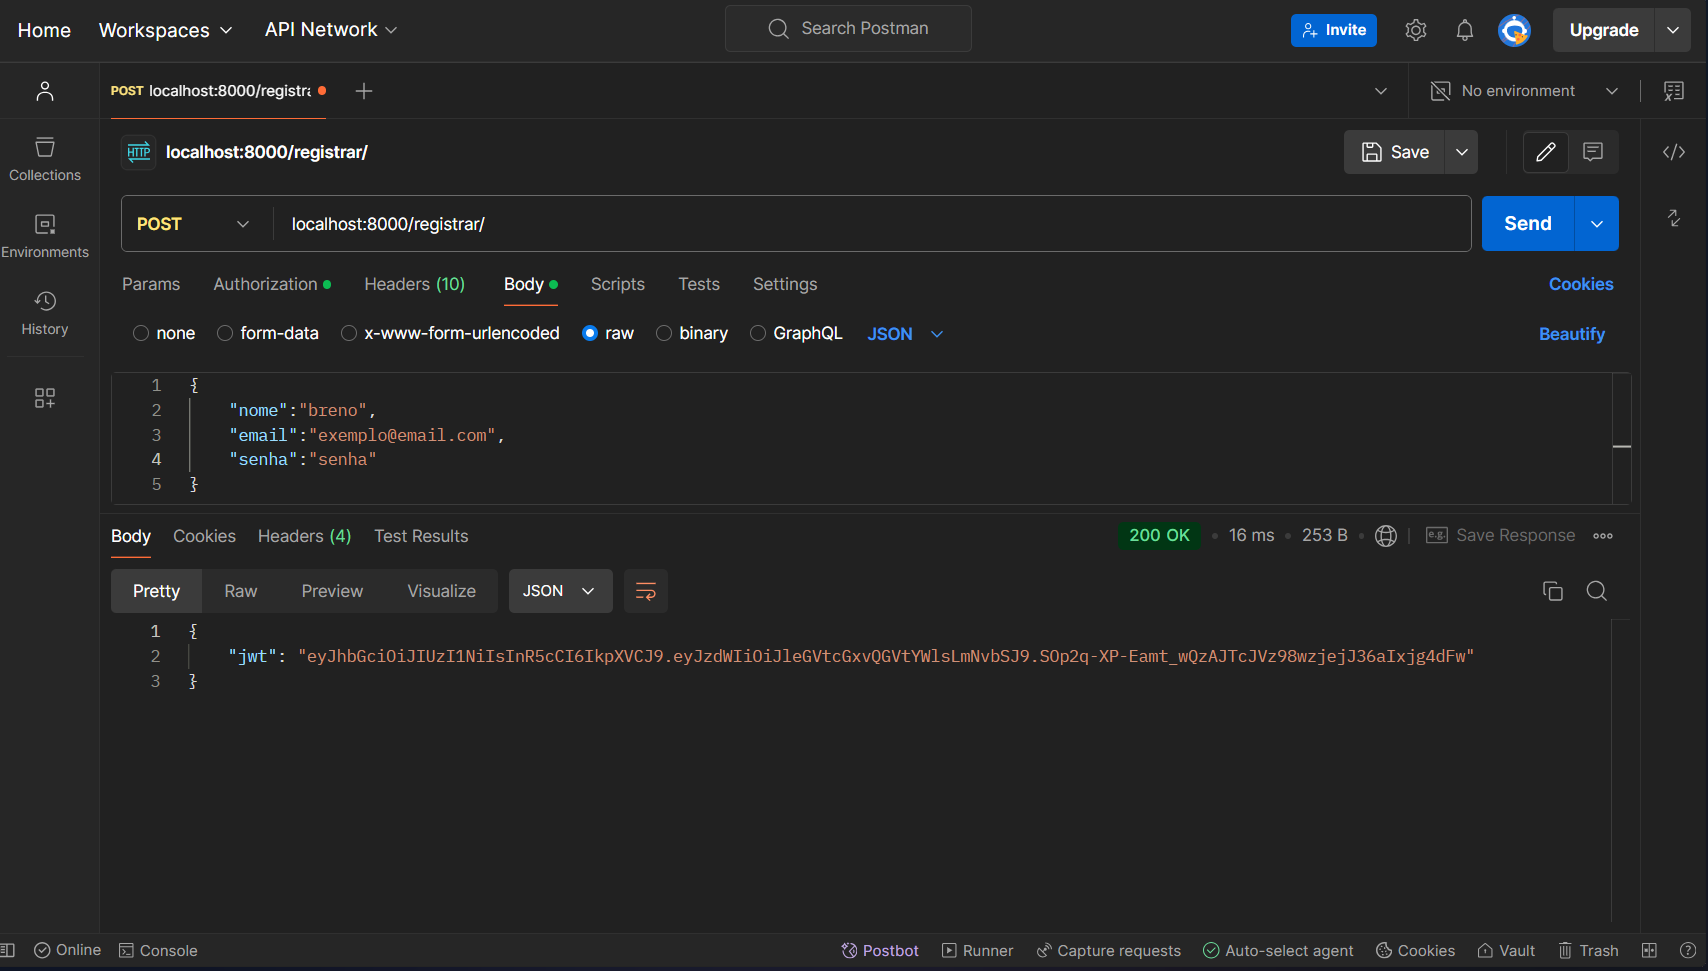 Home Workspaces API Network Search Postman Invite Upgrade
POST localhost:8000/registra No environment
HTTP localhost:8000/registrar/ Save
Collections
POST localhost:8000/registrar/ Send
Environments
Params Authorization Headers (10) Body Scripts Tests Settings Cookies
History
none form-data x-www-form-urlencoded raw binary GraphQL JSON Beautify
1 {
2 "nome":"breno",
3 "email":"exemplo@email.com",
4 "senha":"senha"
5 }
Body Cookies Headers (4) Test Results 200 OK 16 ms 253 B e.g. Save Response
Pretty Raw Preview Visualize JSON
1 {
2 "jwt": "eyJhbGciOiJIUzI1NiIsInR5cCI6IkpXVCJ9.eyJzdWIiOiJleGVtcGxvQGVtYWlsLmNvbSJ9.SOp2q-XP-Eamt_wQzAJTcJVz98wzjejJ36aIxjg4dFw"
3 }
Online Console Postbot Runner Capture requests Auto-select agent Cookies Vault Trash